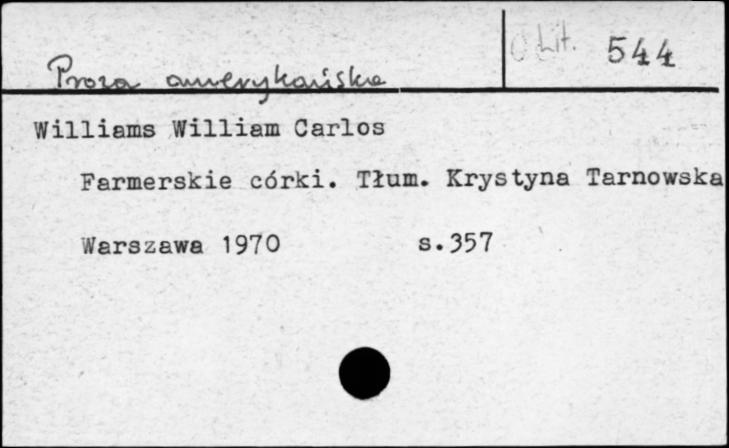 Proza amerykańska
Lit. 544
Williams William Carlos
Farmerskie córki. Tłum. Krystyna Tarnowska
Warszawa 1970 s.357